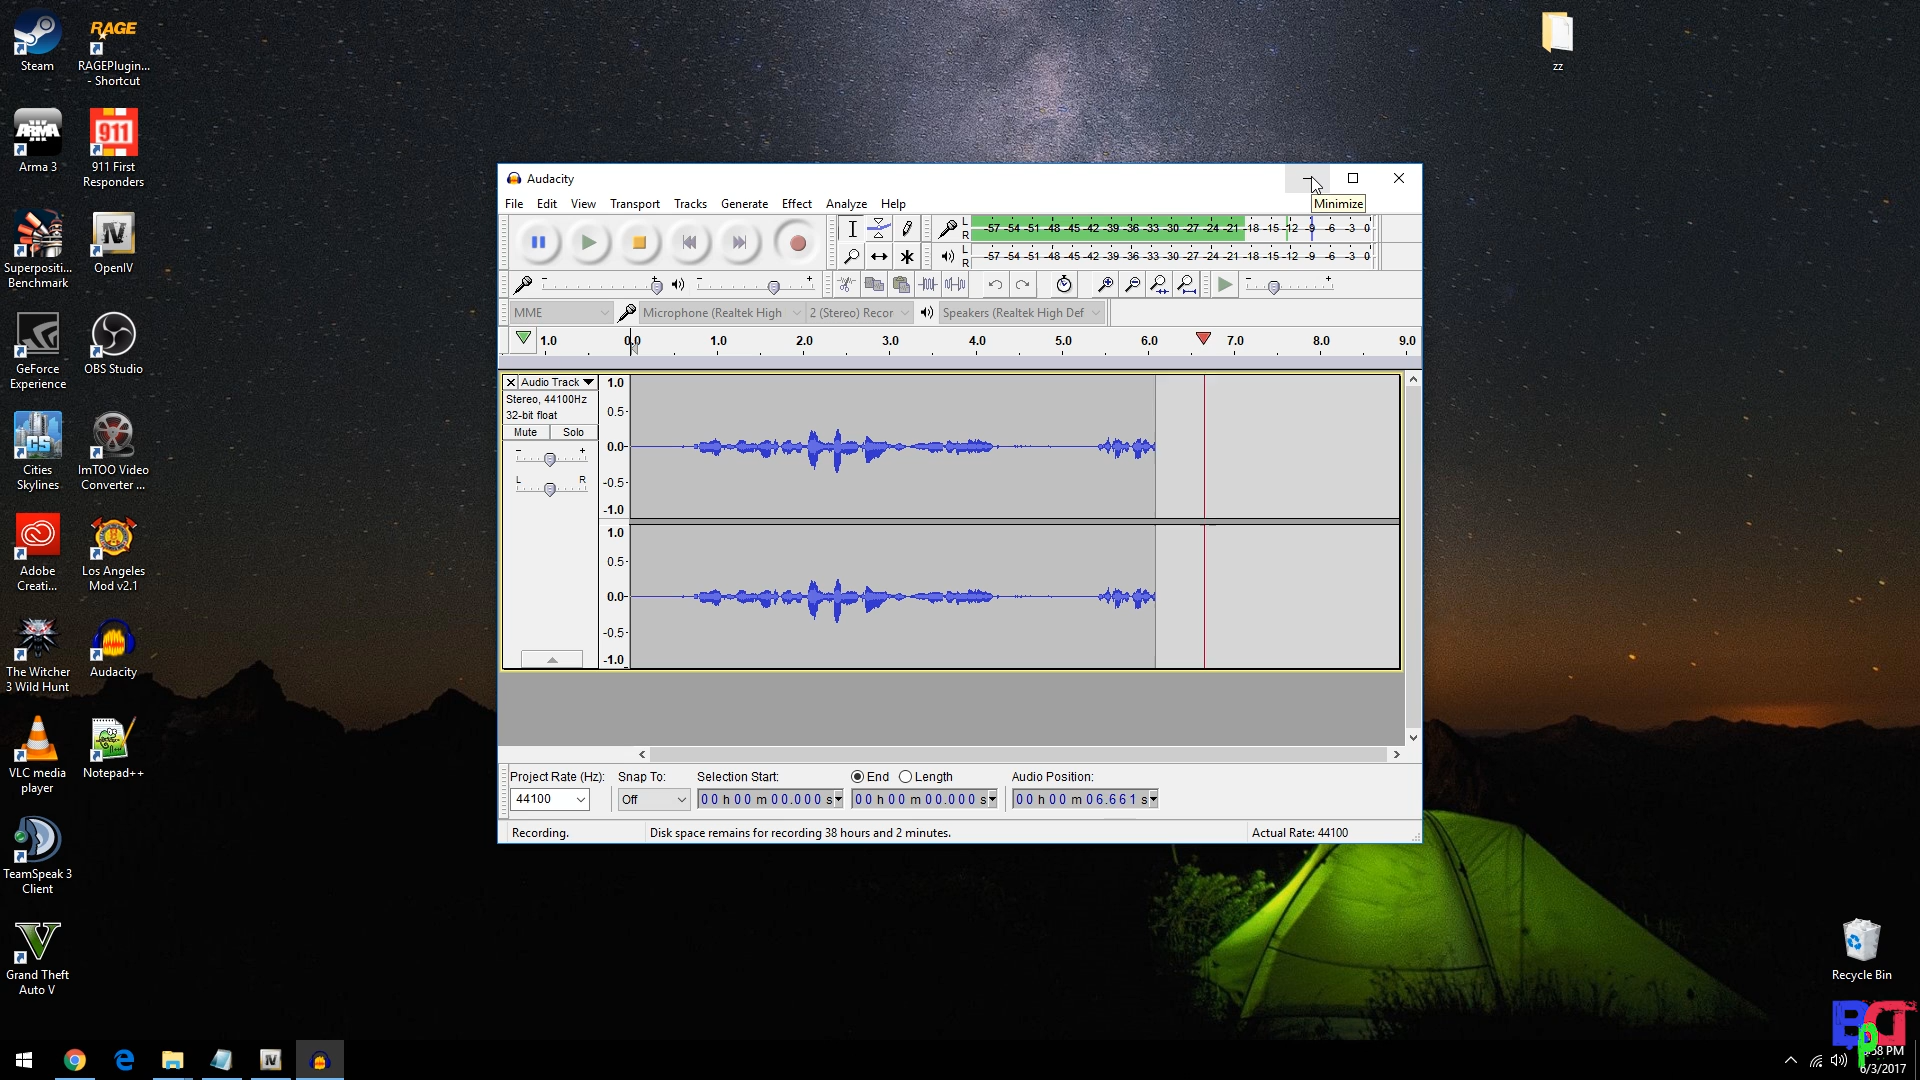 Steam
RAGE
RAGEPlugin...
- Shortcut
zz
ARMA
III
Arma 3
911
911 First
Responders
Superpositi...
Benchmark
IV
OpenIV
GeForce
Experience
OBS Studio
CS
Cities
Skylines
ImTOO Video
Converter ...
Adobe
Creati...
Los Angeles
Mod v2.1
The Witcher
3 Wild Hunt
Audacity
VLC media
player
Notepad++
TeamSpeak 3
Client
V
Grand Theft
Auto V
Audacity
Minimize
File Edit View Transport Tracks Generate Effect Analyze Help
L
R
-57 -54 -51 -48 -45 -42 -39 -36 -33 -30 -27 -24 -21 -18 -15 -12 -9 -6 -3 0
L
R
-57 -54 -51 -48 -45 -42 -39 -36 -33 -30 -27 -24 -21 -18 -15 -12 -9 -6 -3 0
- + - +
- +
MME Microphone (Realtek High 2 (Stereo) Recor Speakers (Realtek High Def
1.0 0.0 1.0 2.0 3.0 4.0 5.0 6.0 7.0 8.0 9.0
Audio Track
Stereo, 44100Hz
32-bit float
Mute Solo
- +
L R
1.0
0.5
0.0
-0.5
-1.0
1.0
0.5
0.0
-0.5
-1.0
Project Rate (Hz): Snap To: Selection Start: End Length Audio Position:
44100 Off 00 h 00 m 00.000 s 00 h 00 m 00.000 s 00 h 00 m 06.661 s
Recording. Disk space remains for recording 38 hours and 2 minutes. Actual Rate: 44100
Recycle Bin
IV
BPD
:58 PM
6/3/2017